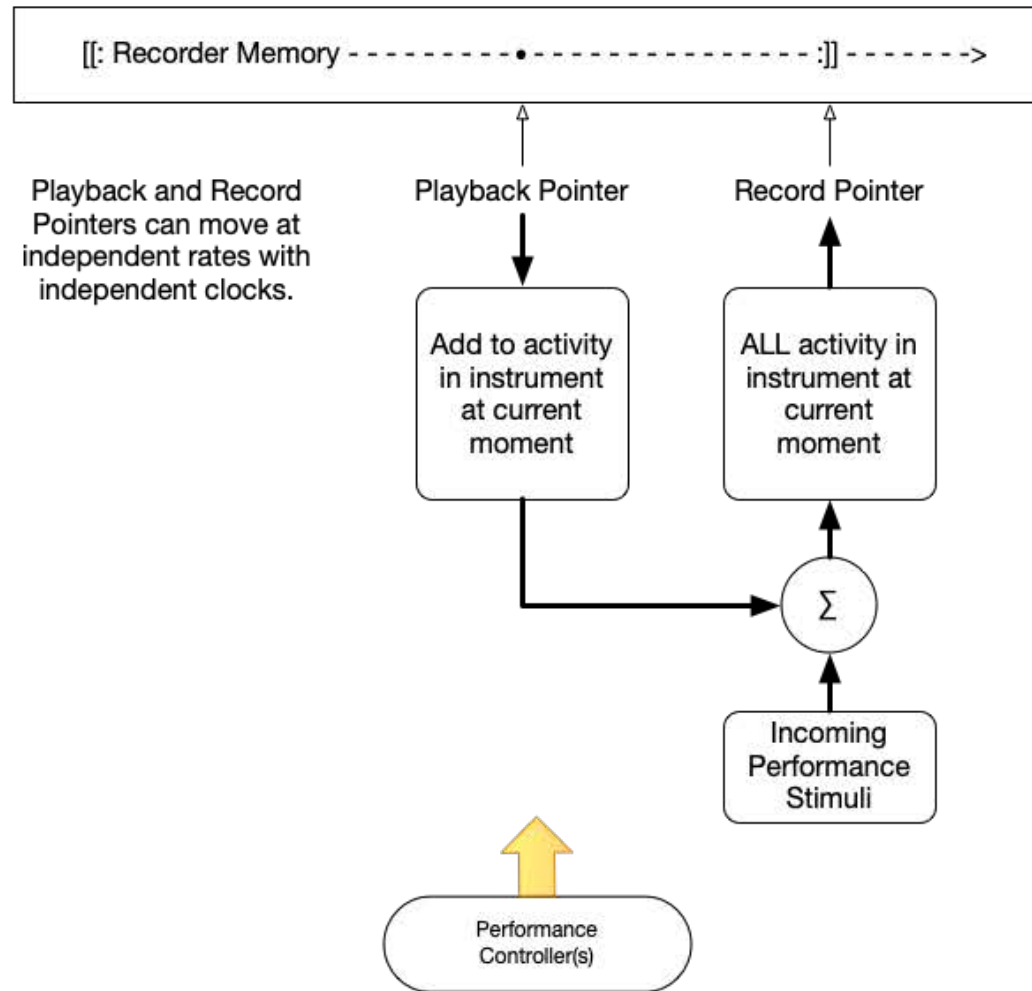 [[: Recorder Memory - - - - - - - - - - - - • - - - - - - - - - - - - - - - - - - - - - :]] - - - - - - ->
Playback and Record
Pointers can move at
independent rates with
independent clocks.
Playback Pointer
Record Pointer
Add to activity
in instrument
at current
moment
ALL activity in
instrument at
current
moment
Σ
Incoming
Performance
Stimuli
Performance
Controller(s)